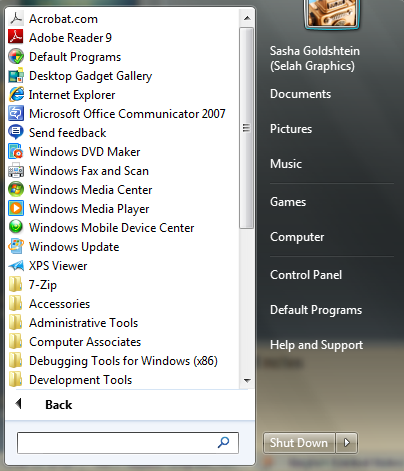 Acrobat.com
Adobe Reader 9
Default Programs
Desktop Gadget Gallery
Internet Explorer
Microsoft Office Communicator 2007
Send feedback
Windows DVD Maker
Windows Fax and Scan
Windows Media Center
Windows Media Player
Windows Mobile Device Center
Windows Update
XPS Viewer
7-Zip
Accessories
Administrative Tools
Computer Associates
Debugging Tools for Windows (x86)
Development Tools
Back
Sasha Goldshtein
(Selah Graphics)
Documents
Pictures
Music
Games
Computer
Control Panel
Default Programs
Help and Support
Shut Down